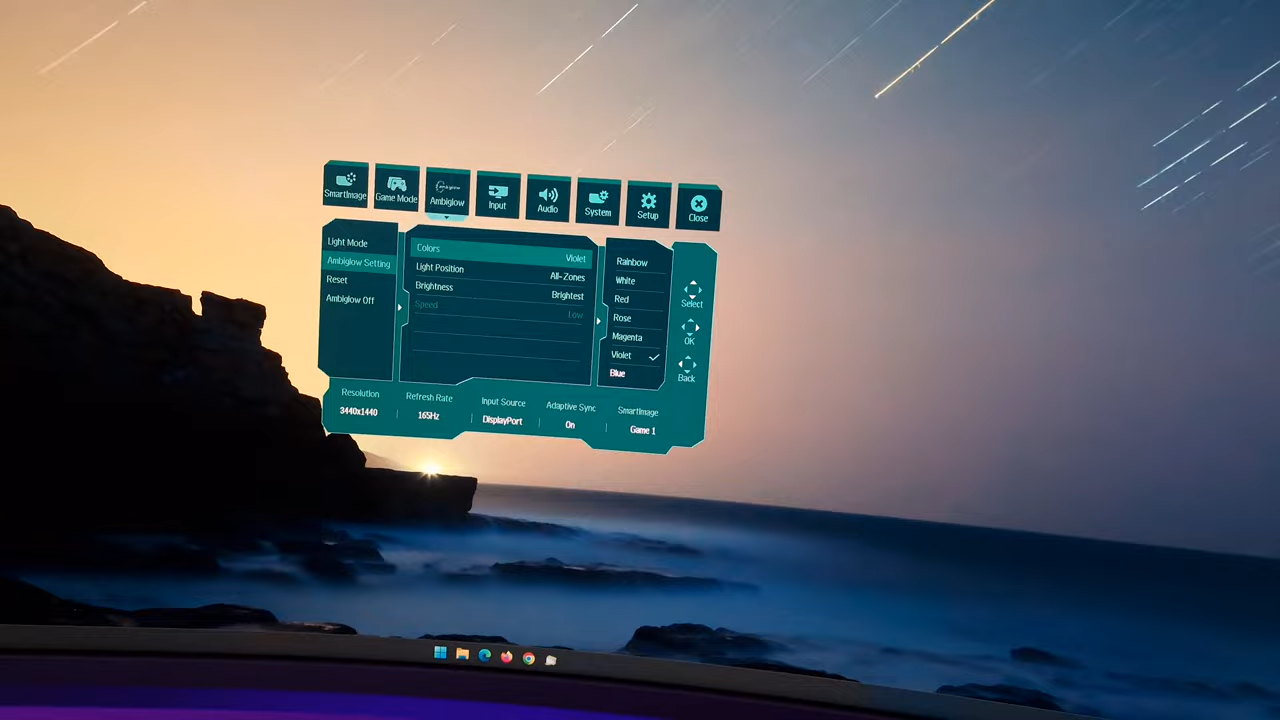 SmartImage
Game Mode
Ambiglow
Ambiglow
Input
Audio
System
Setup
Close
Light Mode
Ambiglow Setting
Reset
Ambiglow Off
Colors Violet
Light Position All-Zones
Brightness Brightest
Speed Low
Rainbow
White
Red
Rose
Magenta
Violet
Blue
Select
OK
Back
Resolution
3440x1440
Refresh Rate
165Hz
Input Source
DisplayPort
Adaptive Sync
On
SmartImage
Game 1